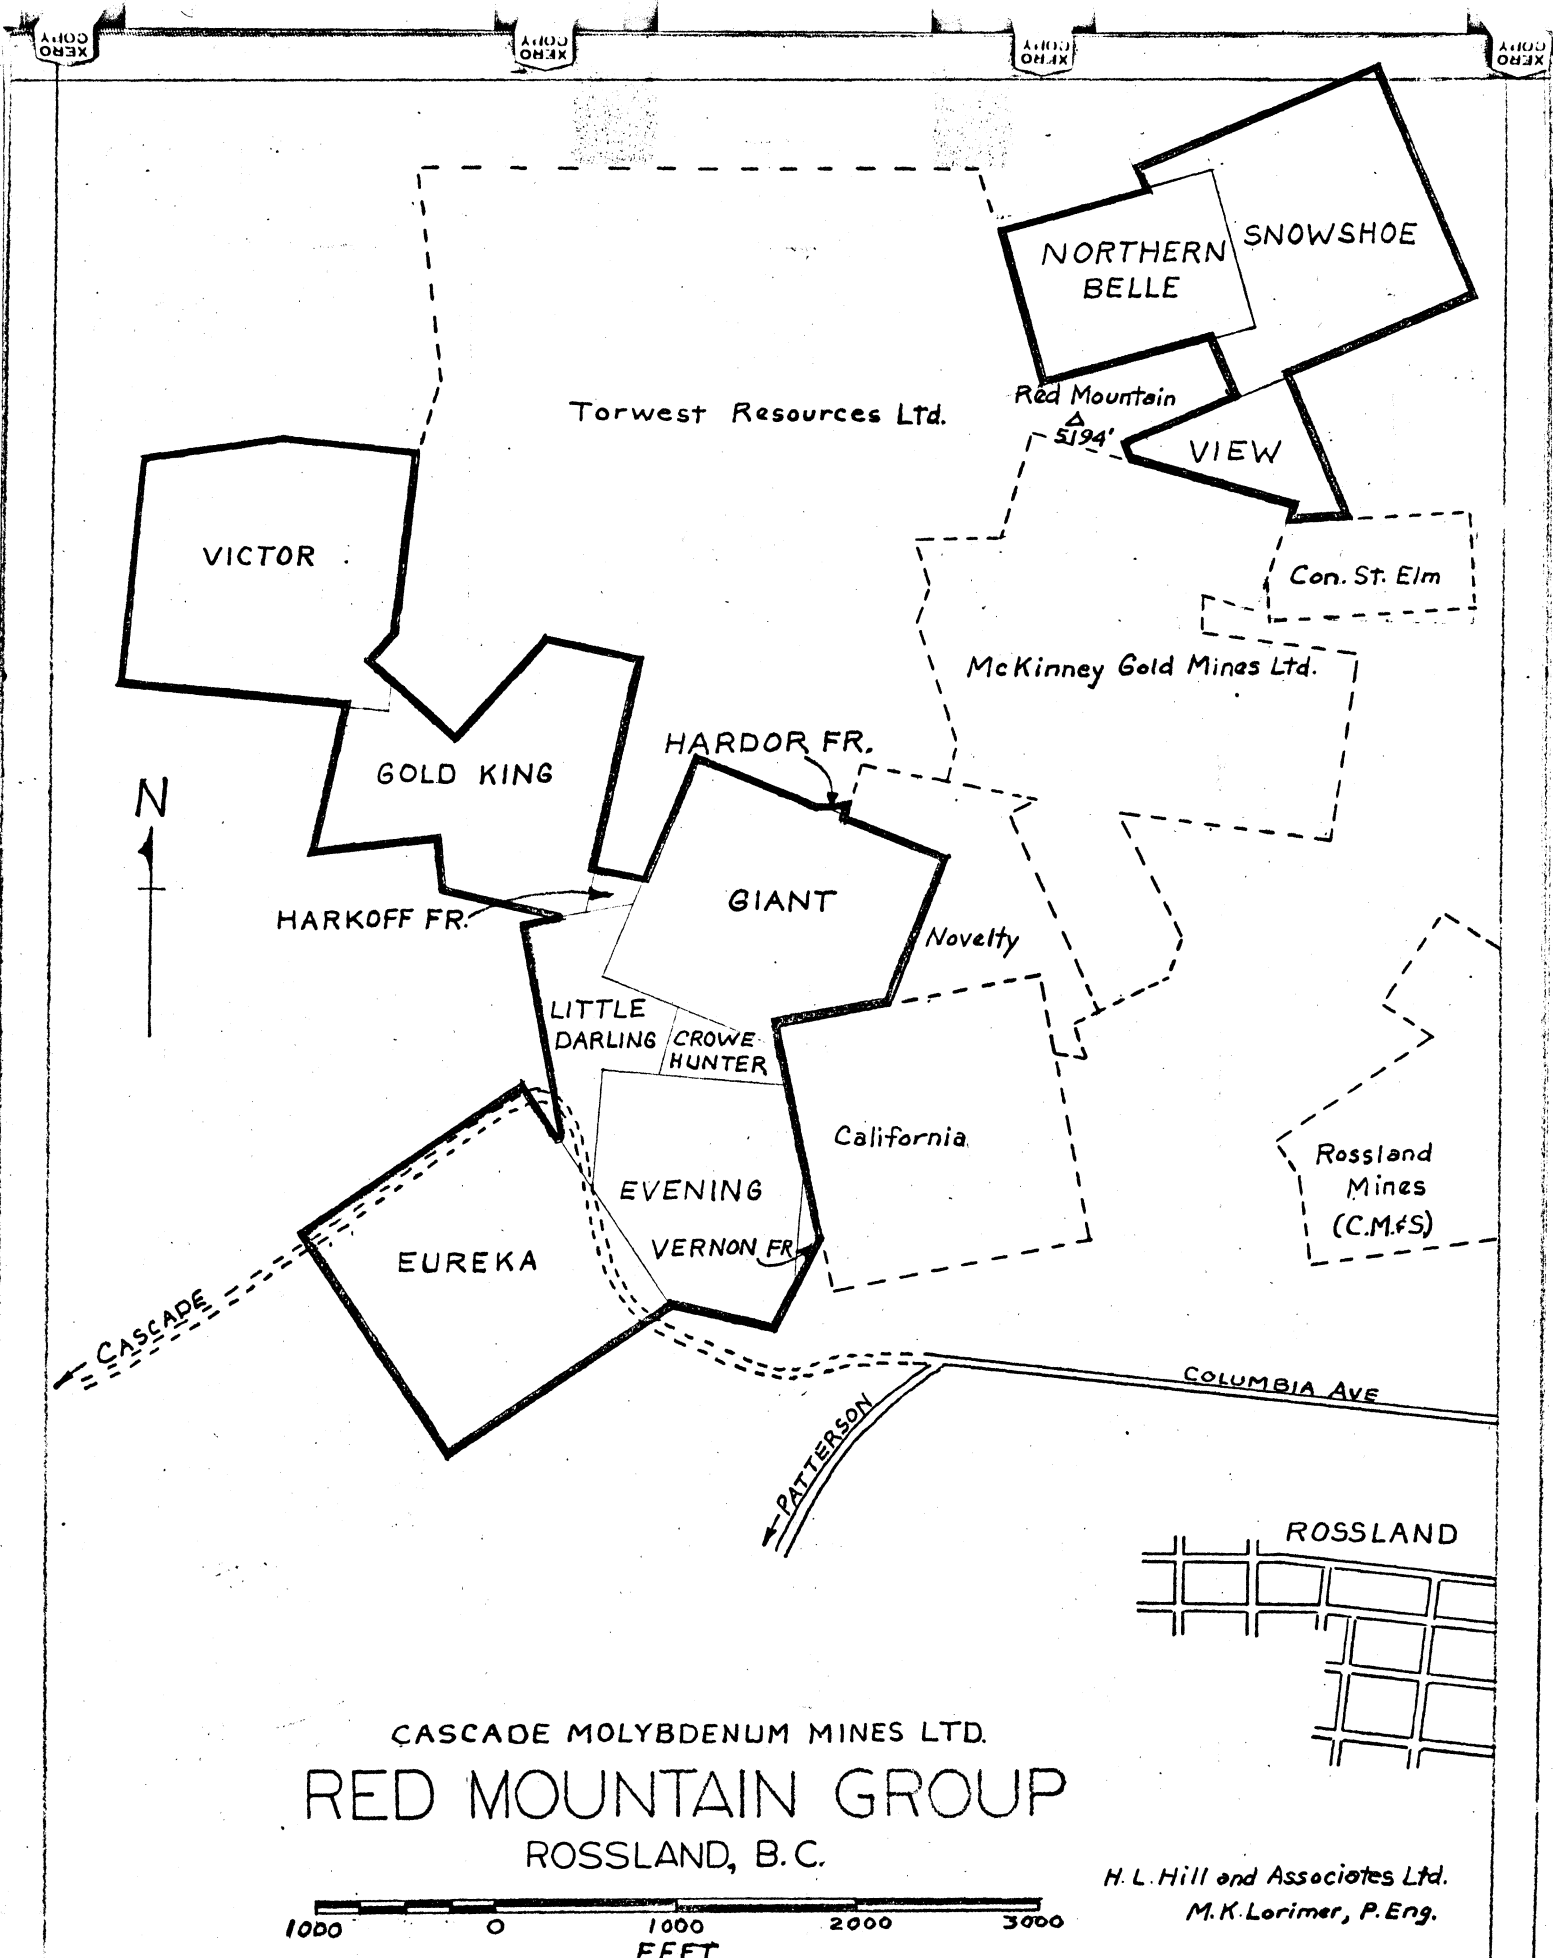 XERO
COPY
XERO
COPY
XERO
COPY
XERO
COPY
SNOWSHOE
NORTHERN
BELLE
Red Mountain
5194'
Torwest Resources Ltd.
VIEW
VICTOR
Con. St. Elm
McKinney Gold Mines Ltd.
HARDOR FR.
GOLD KING
N
GIANT
HARKOFF FR.
Novelty
LITTLE
DARLING
CROWE
HUNTER
California
Rossland
Mines
(C.M.&S)
EVENING
VERNON FR
EUREKA
CASCADE
COLUMBIA AVE
PATTERSON
ROSSLAND
CASCADE MOLYBDENUM MINES LTD.
RED MOUNTAIN GROUP
ROSSLAND, B.C.
H. L. Hill and Associates Ltd.
M.K. Lorimer, P. Eng.
1000 0 1000 2000 3000
FEET